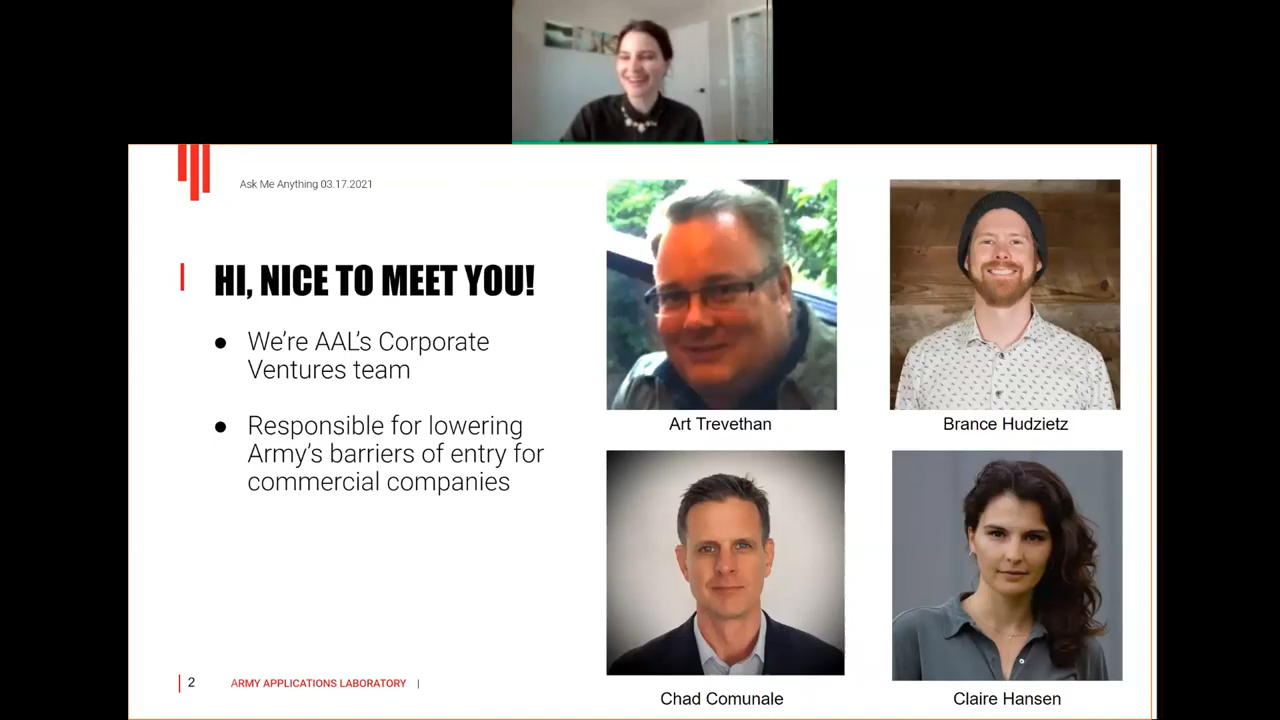 Ask Me Anything 03.17.2021
HI, NICE TO MEET YOU!
● We’re AAL’s Corporate
Ventures team
● Responsible for lowering
Army’s barriers of entry for
commercial companies
Art Trevethan
Brance Hudzietz
Chad Comunale
Claire Hansen
2 ARMY APPLICATIONS LABORATORY |